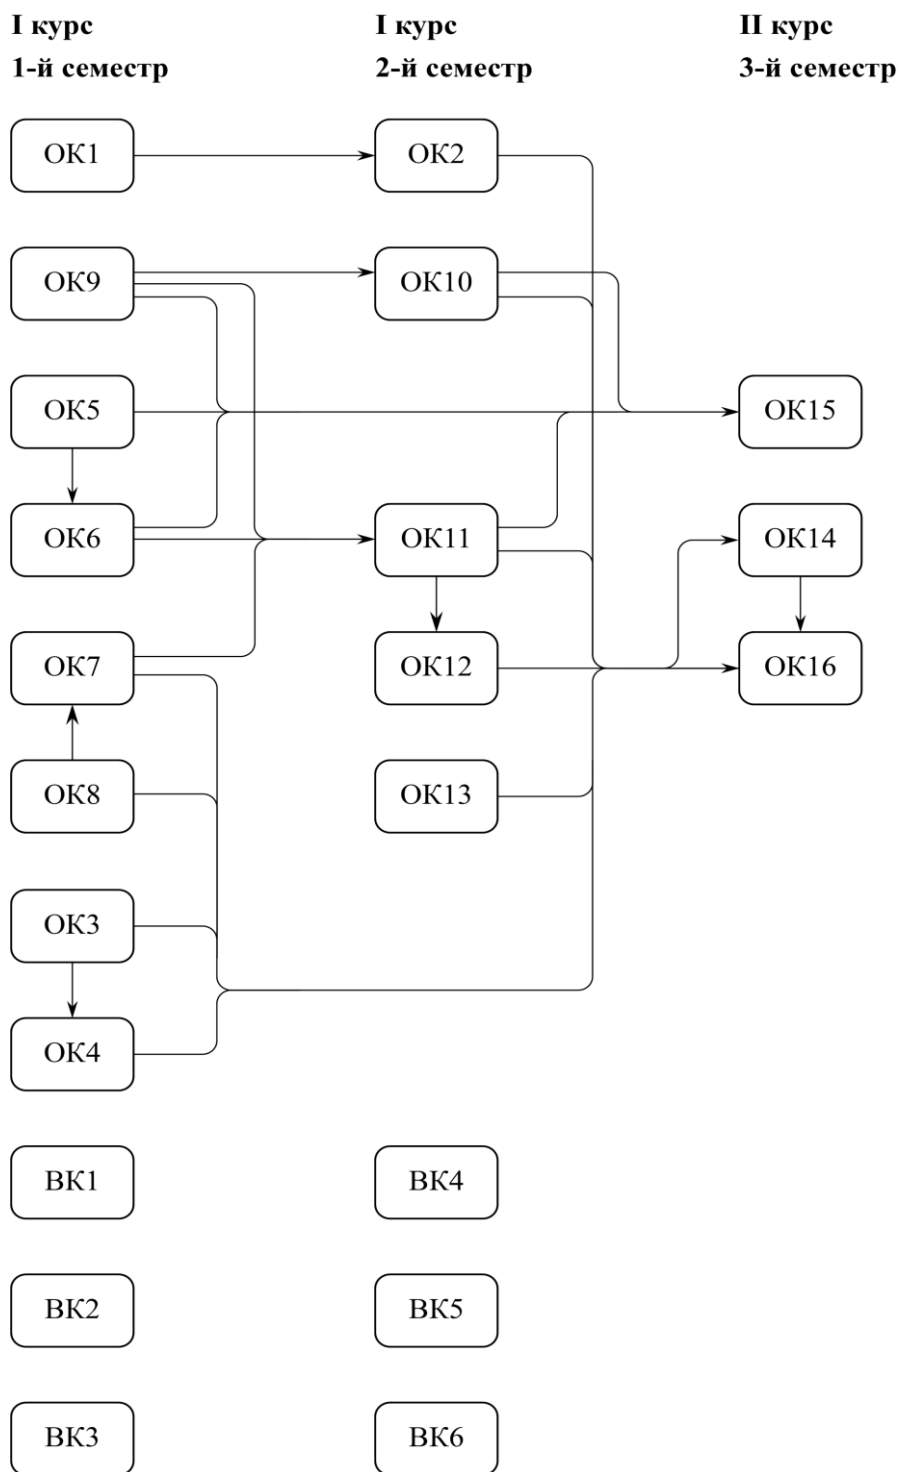 I курс I курс II курс
1-й семестр 2-й семестр 3-й семестр
ОК1 ОК2
ОК9 ОК10
ОК5 ОК15
ОК6 ОК11 ОК14
ОК7 ОК12 ОК16
ОК8 ОК13
ОК3
ОК4
ВК1 ВК4
ВК2 ВК5
ВК3 ВК6